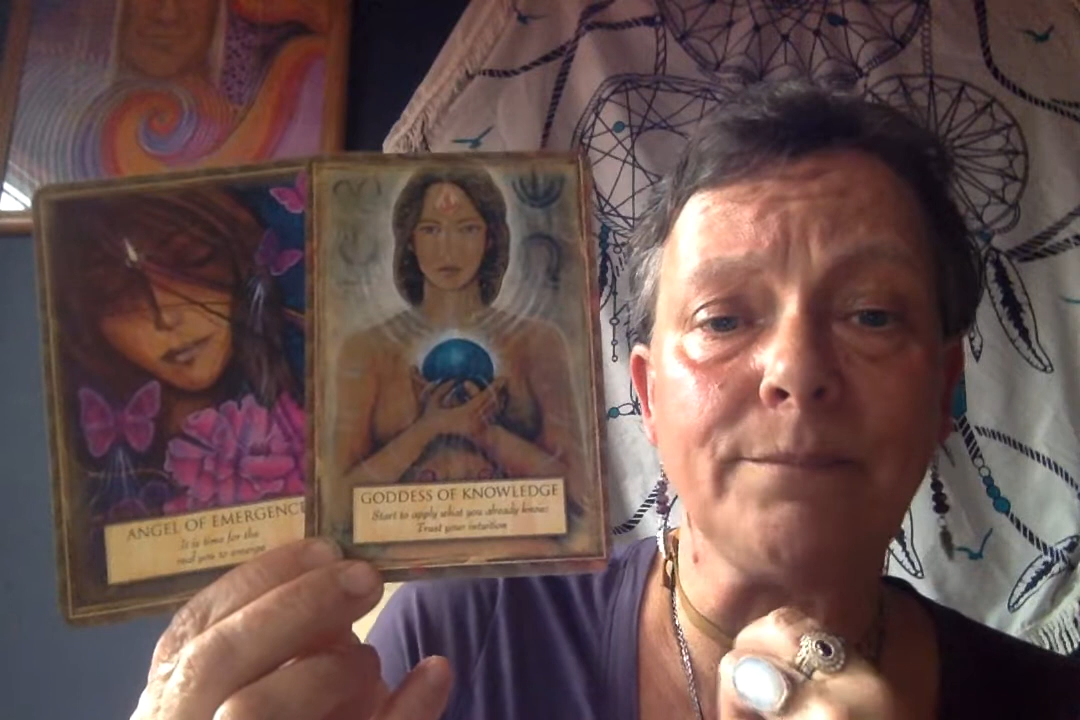 ANGEL OF EMERGENC
It is time for the
real you to emerge
GODDESS OF KNOWLEDGE
Start to apply what you already know:
Trust your intuition